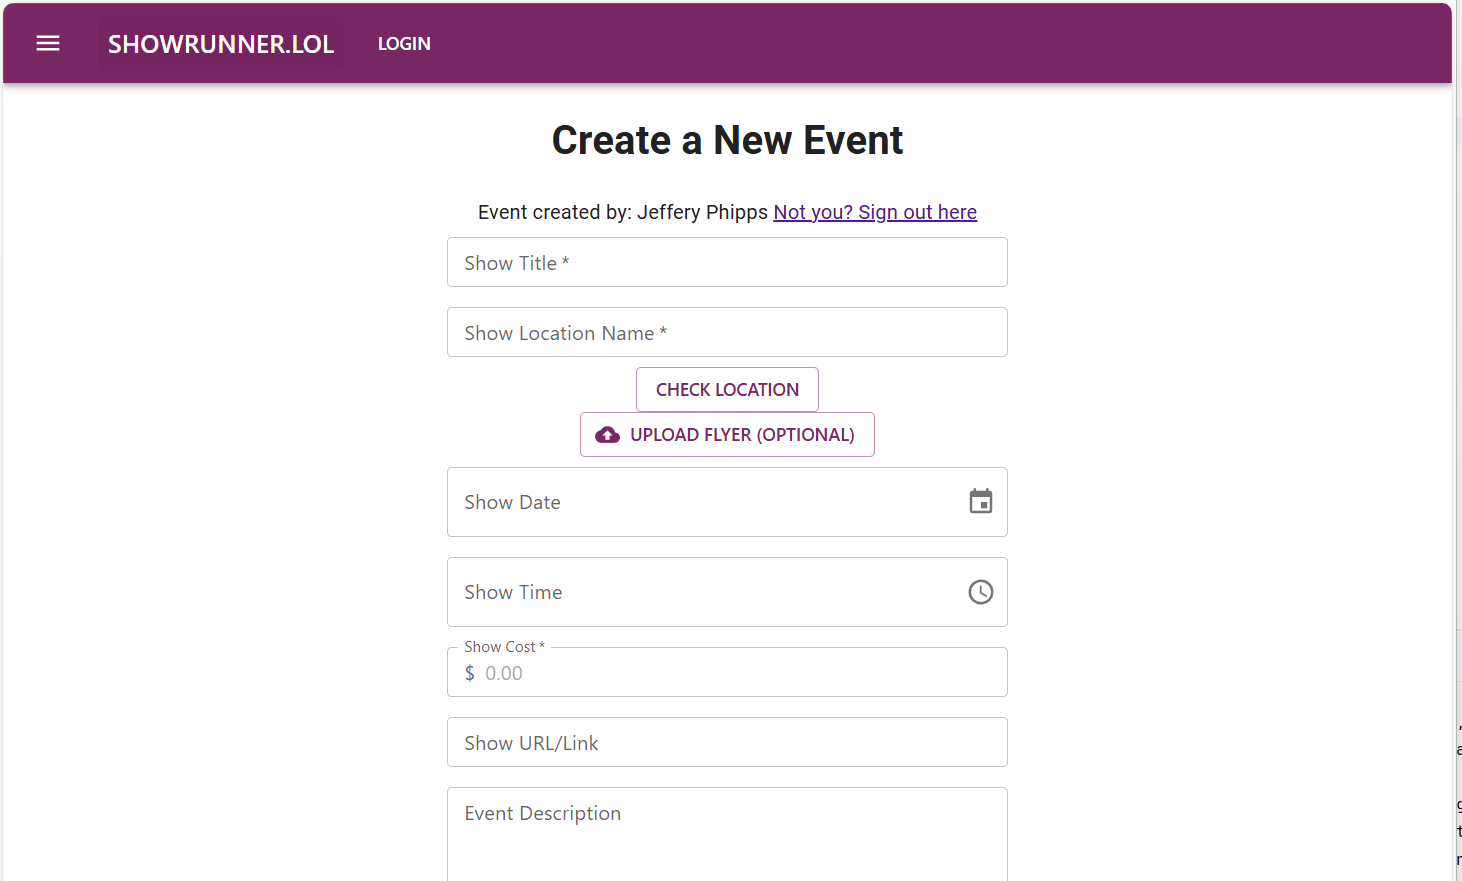 SHOWRUNNER.LOL LOGIN
Create a New Event
Event created by: Jeffery Phipps Not you? Sign out here
Show Title *
Show Location Name *
CHECK LOCATION
UPLOAD FLYER (OPTIONAL)
Show Date
Show Time
Show Cost *
$ 0.00
Show URL/Link
Event Description